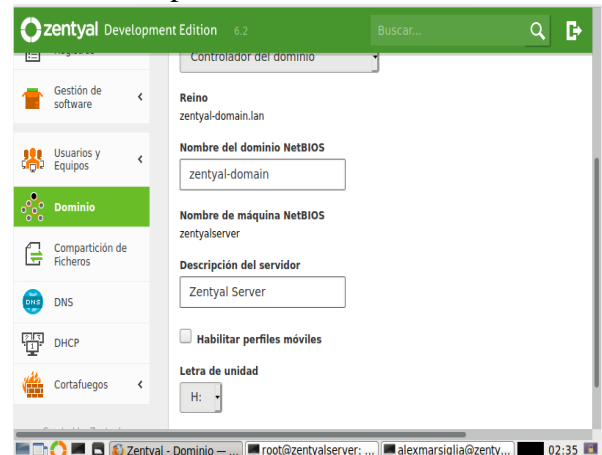 zentyal Development Edition 6.2
Buscar...
Registros
Gestión de
software
Usuarios y
Equipos
Dominio
Compartición de
Ficheros
DNS
DHCP
Cortafuegos
Controlador del dominio
Reino
zentyal-domain.lan
Nombre del dominio NetBIOS
zentyal-domain
Nombre de máquina NetBIOS
zentyalserver
Descripción del servidor
Zentyal Server
Habilitar perfiles móviles
Letra de unidad
H:
Zentyal - Dominio — ...
root@zentyalserver: ...
alexmarsiglia@zenty...
02:35